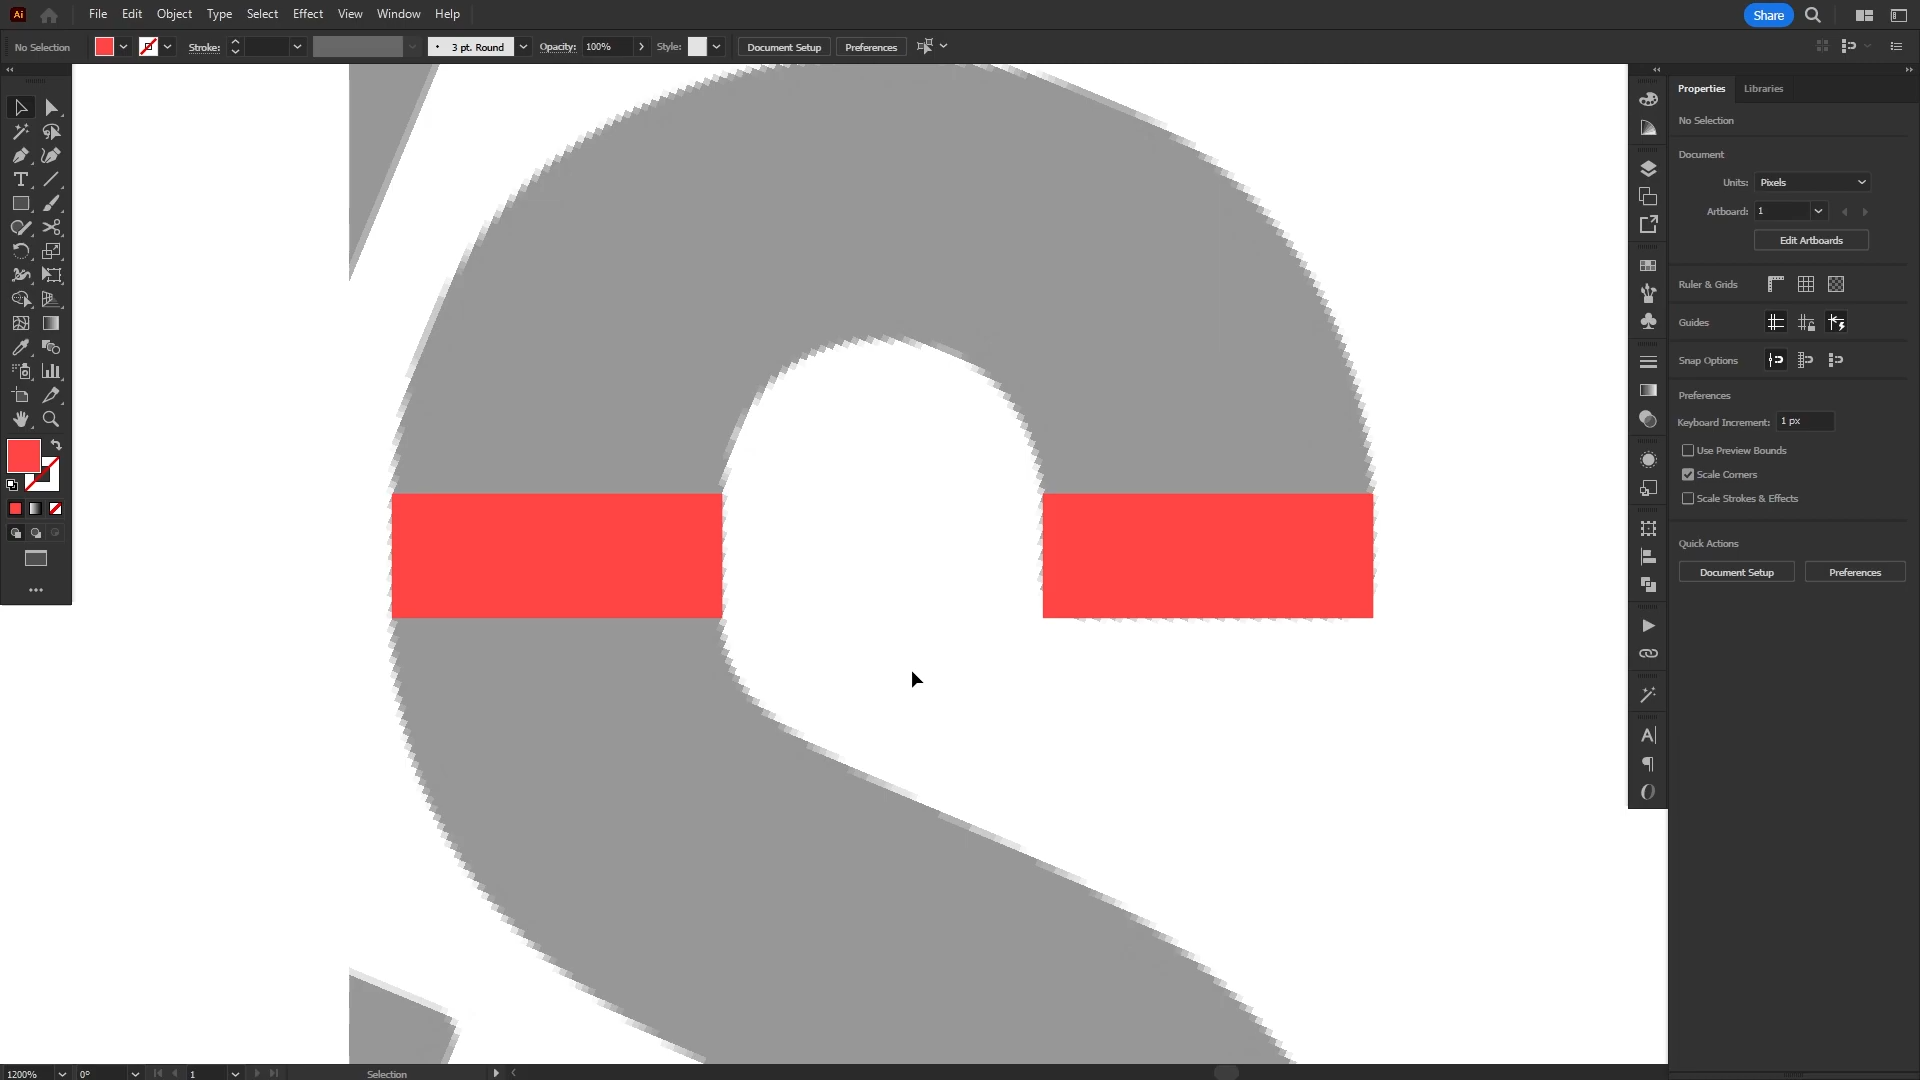 Ai File Edit Object Type Select Effect View Window Help Share
No Selection Stroke: 3 pt. Round Opacity: 100% Style: Document Setup Preferences
Properties Libraries
No Selection
Document
Units: Pixels
Artboard: 1
Edit Artboards
Ruler & Grids
Guides
Snap Options
Preferences
Keyboard Increment: 1 px
Use Preview Bounds
Scale Corners
Scale Strokes & Effects
Quick Actions
Document Setup Preferences
1200% 0° 1 Selection